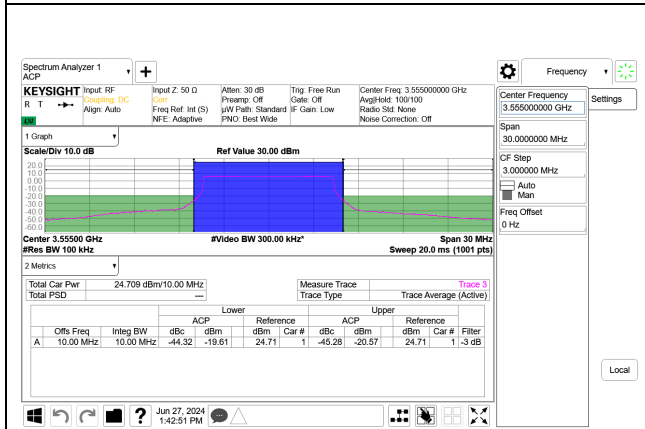 Spectrum Analyzer 1
ACP
+
Frequency
KEYSIGHT Input: RF Input Z: 50 Ω Atten: 30 dB Trig: Free Run Center Freq: 3.555000000 GHz
R T Coupling: DC Corr Preamp: Off Gate: Off Avg|Hold: 100/100
Align: Auto Freq Ref: Int (S) µW Path: Standard IF Gain: Low Radio Std: None
NFE: Adaptive PNO: Best Wide Noise Correction: Off
Center Frequency
3.555000000 GHz
Settings
Span
30.0000000 MHz
CF Step
3.000000 MHz
Auto
Man
Freq Offset
0 Hz
1 Graph
Scale/Div 10.0 dB Ref Value 30.00 dBm
20.0
10.0
0.00
-10.0
-20.0
-30.0
-40.0
-50.0
-60.0
Center 3.55500 GHz #Video BW 300.00 kHz* Span 30 MHz
#Res BW 100 kHz Sweep 20.0 ms (1001 pts)
2 Metrics
Total Car Pwr 24.709 dBm/10.00 MHz Measure Trace Trace 3
Total PSD --- Trace Type Trace Average (Active)
Lower Upper
ACP Reference ACP Reference
Offs Freq Integ BW dBc dBm dBm Car # dBc dBm dBm Car # Filter
A 10.00 MHz 10.00 MHz -44.32 -19.61 24.71 1 -45.28 -20.57 24.71 1 -3 dB
Local
? Jun 27, 2024
1:42:51 PM